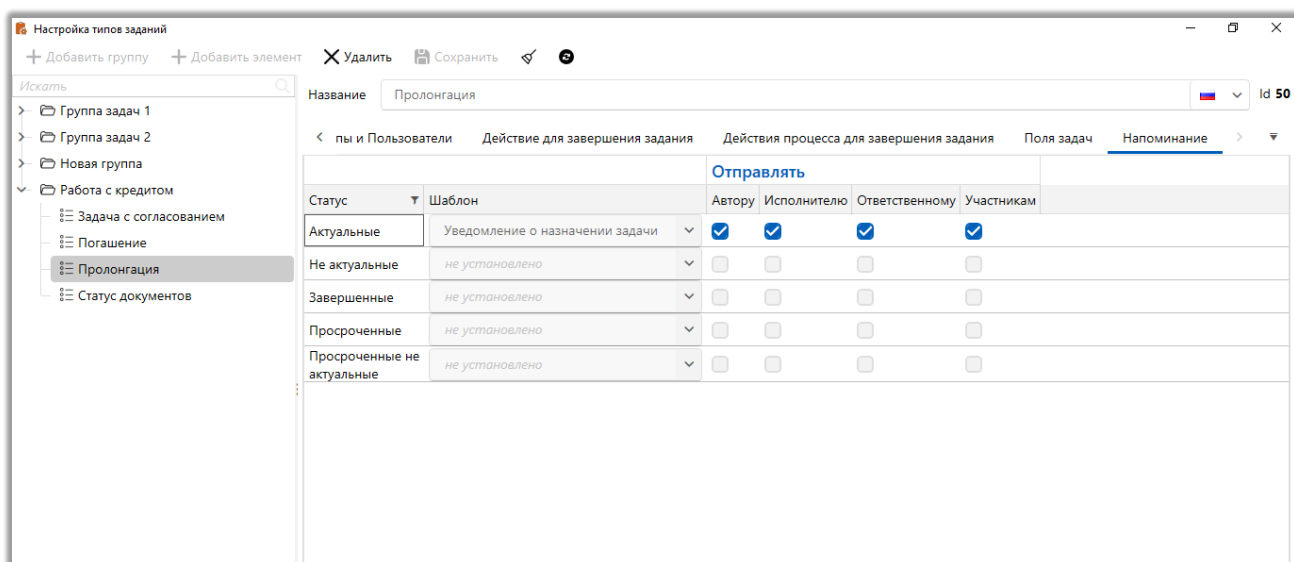 Настройка типов заданий
Добавить группу Добавить элемент Удалить Сохранить
Искать
Группа задач 1
Группа задач 2
Новая группа
Работа с кредитом
Задача с согласованием
Погашение
Пролонгация
Статус документов
Название Пролонгация Id 50
пы и Пользователи Действие для завершения задания Действия процесса для завершения задания Поля задач Напоминание
Отправлять
Статус Шаблон Автору Исполнителю Ответственному Участникам
Актуальные Уведомление о назначении задачи
Не актуальные не установлено
Завершенные не установлено
Просроченные не установлено
Просроченные не
актуальные не установлено